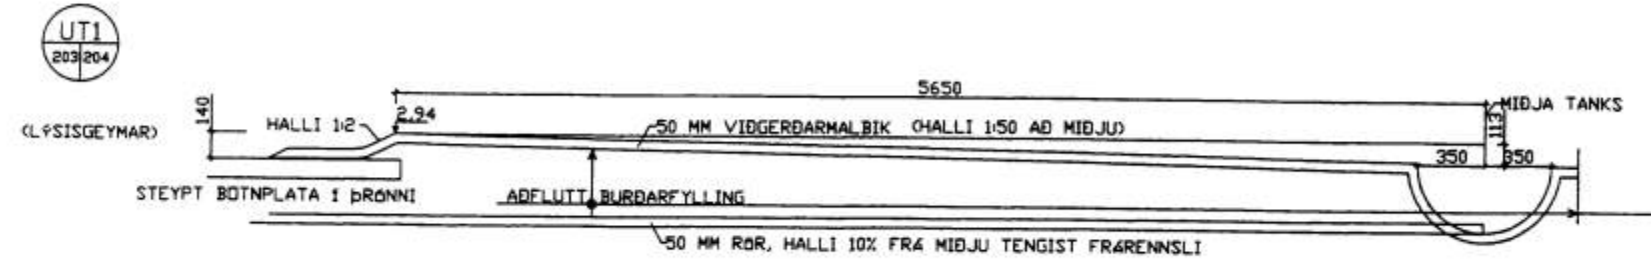 UT1
203 204
5650
140
2.94
MIÐJA TANKS
(LÝSISGEYMAR)
HALLI 1:2
50 MM VIÐGERÐARMALBIK (HALLI 1:50 AÐ MIÐJU)
113
350 350
STEYPT BOTNPLATA Í ÞRÓNNI
AÐFLUTT BURÐARFYLLING
50 MM RÖR, HALLI 10% FRÁ MIÐJU TENGIST FRÁRENNSLI